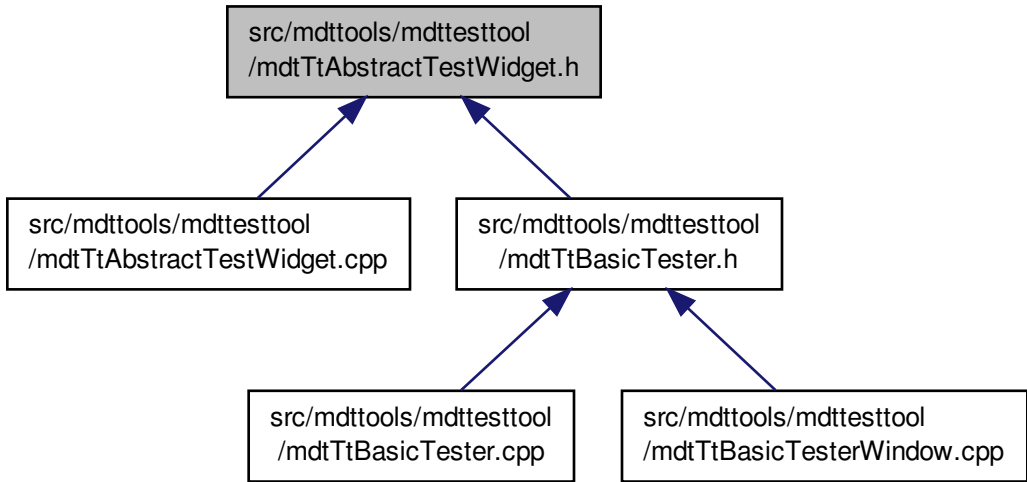 src/mdttools/mdttesttool
/mdtTtAbstractTestWidget.h
src/mdttools/mdttesttool
/mdtTtAbstractTestWidget.cpp
src/mdttools/mdttesttool
/mdtTtBasicTester.h
src/mdttools/mdttesttool
/mdtTtBasicTester.cpp
src/mdttools/mdttesttool
/mdtTtBasicTesterWindow.cpp